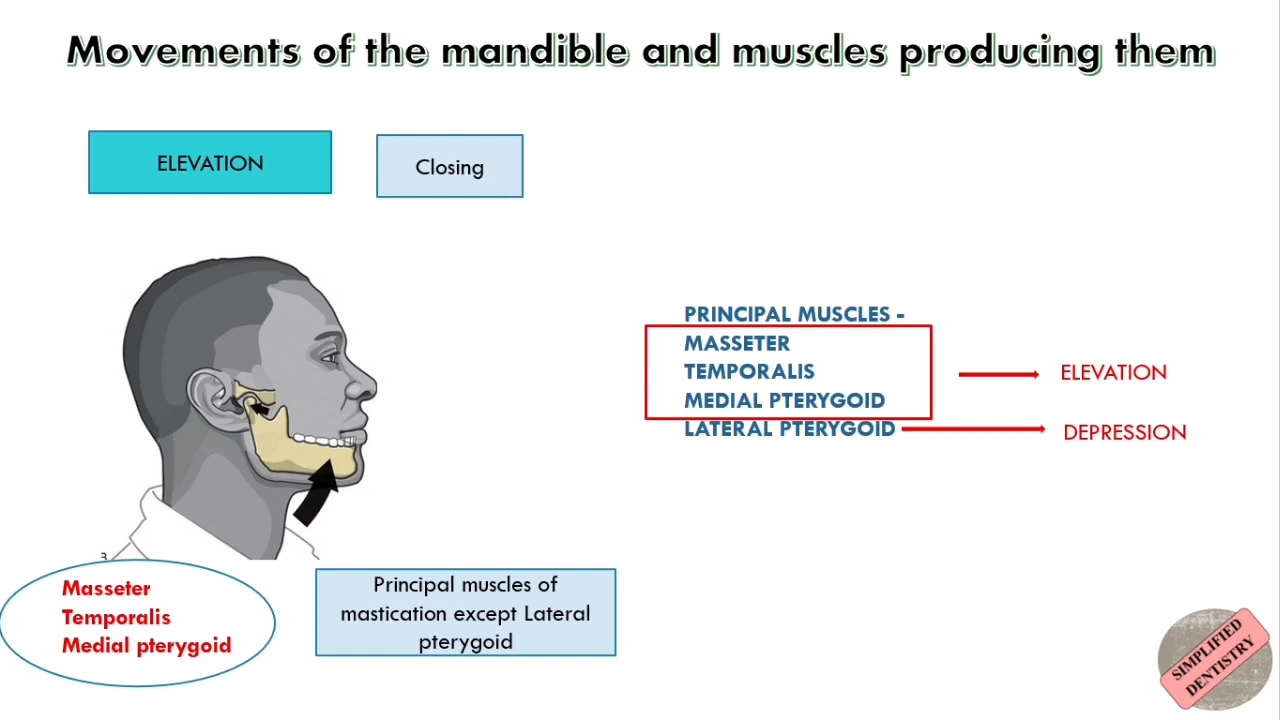 Movements of the mandible and muscles producing them
ELEVATION
Closing
PRINCIPAL MUSCLES -
MASSETER
TEMPORALIS
MEDIAL PTERYGOID
LATERAL PTERYGOID
ELEVATION
DEPRESSION
3
Masseter
Temporalis
Medial pterygoid
Principal muscles of
mastication except Lateral
pterygoid
SIMPLIFIED
DENTISTRY